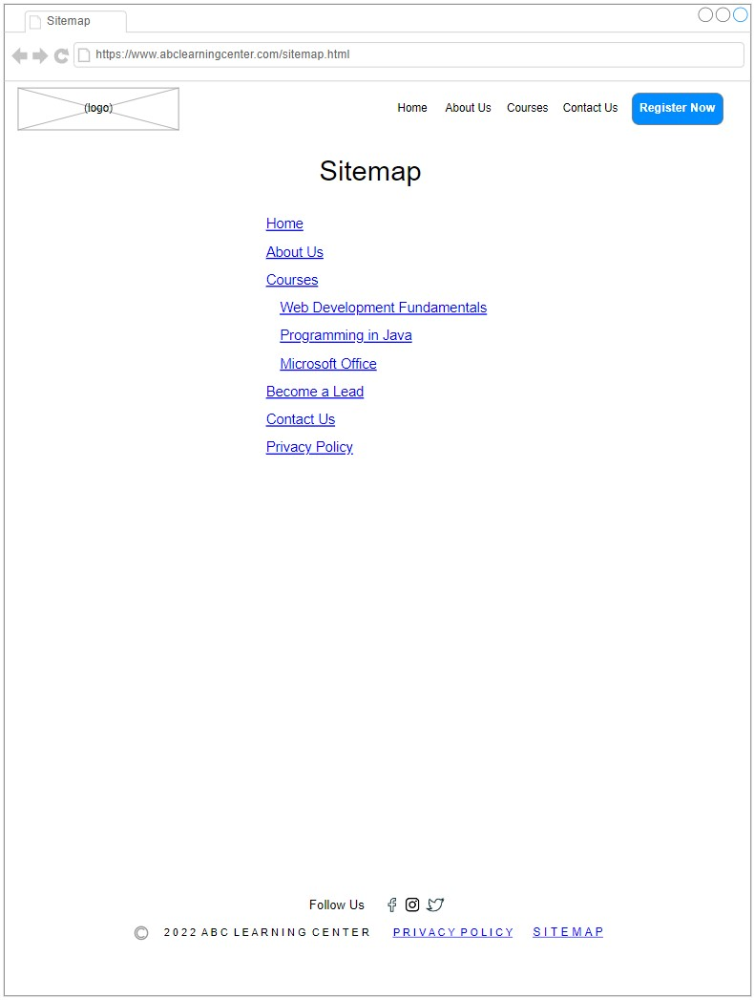 Sitemap
https://www.abclearningcenter.com/sitemap.html
(logo) Home About Us Courses Contact Us Register Now
Sitemap
Home
About Us
Courses
Web Development Fundamentals
Programming in Java
Microsoft Office
Become a Lead
Contact Us
Privacy Policy
Follow Us
© 2022 ABC LEARNING CENTER PRIVACY POLICY SITEMAP